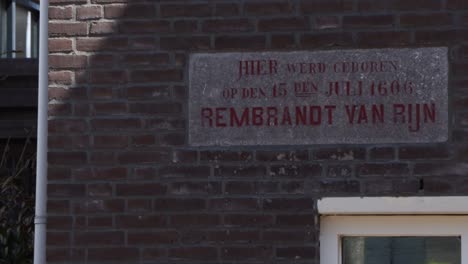 HIER WERD GEBOREN
OP DEN 15 DEN JULI 1606
REMBRANDT VAN RIJN